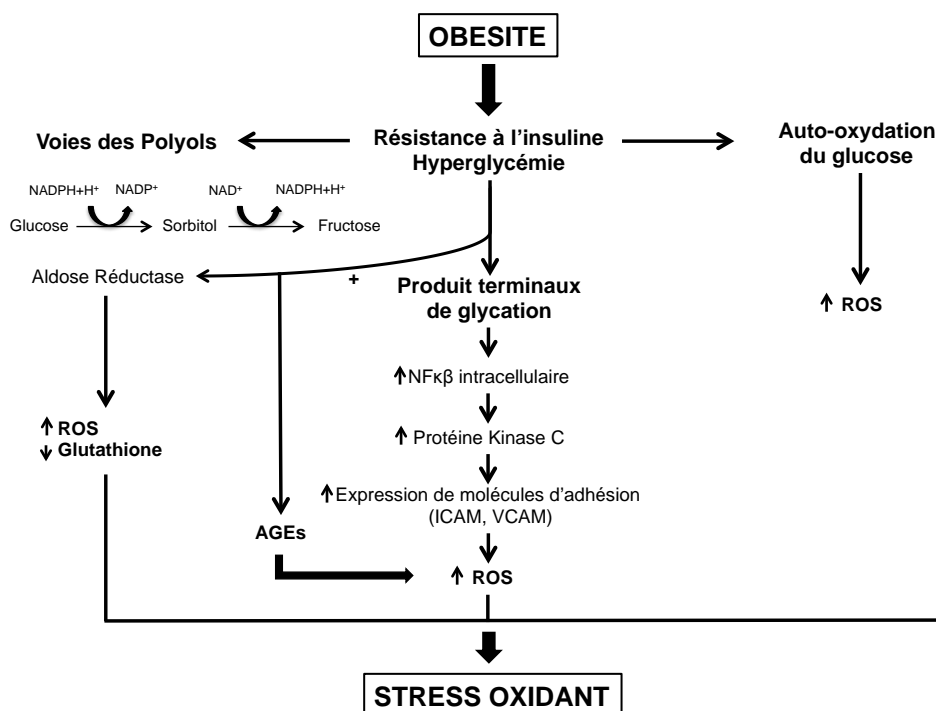 OBESITE
Voies des Polyols
Résistance à l'insuline
Hyperglycémie
Auto-oxydation
du glucose
NADPH+H⁺ NADP⁺ NAD⁺ NADPH+H⁺
Glucose Sorbitol Fructose
Aldose Réductase
+
Produit terminaux
de glycation
↑ ROS
↑NFκβ intracellulaire
↑ Protéine Kinase C
↑ ROS
↓ Glutathione
↑Expression de molécules d'adhésion
(ICAM, VCAM)
AGEs
↑ ROS
STRESS OXIDANT